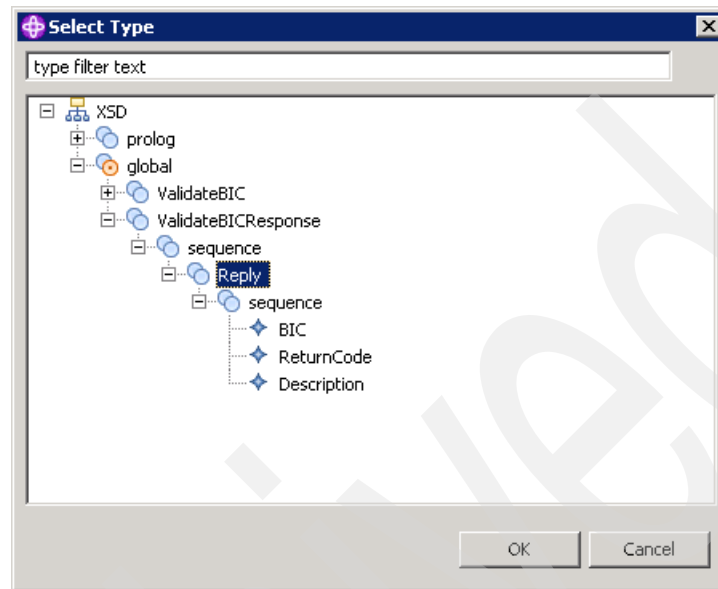 Select Type
type filter text
XSD
prolog
global
ValidateBIC
ValidateBICResponse
sequence
Reply
sequence
BIC
ReturnCode
Description
OK Cancel